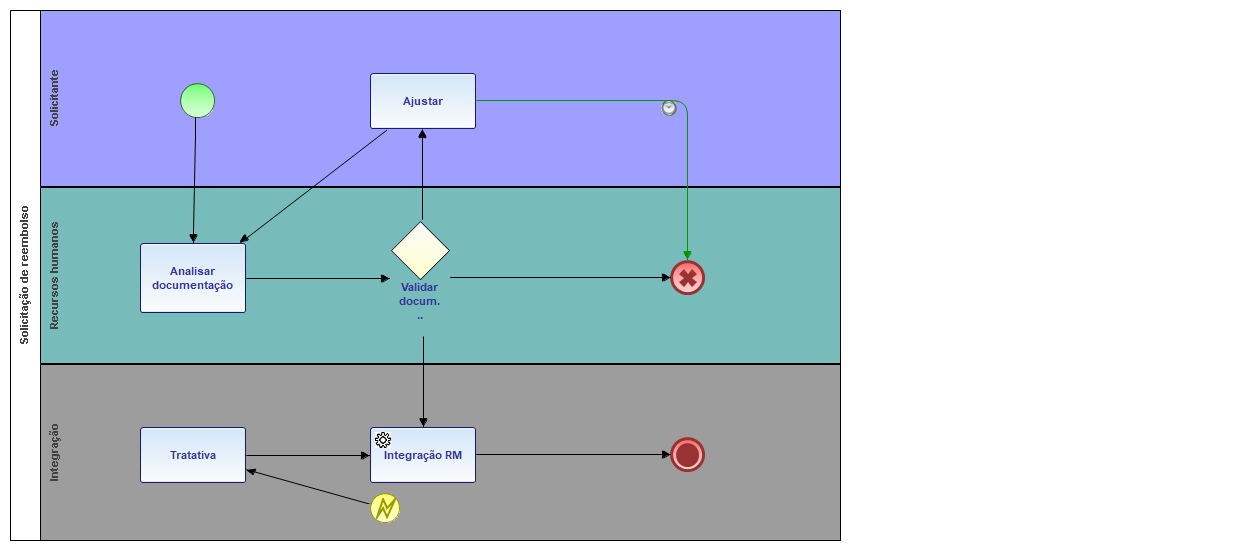 Solicitação de reembolso
Solicitante
Ajustar
Recursos humanos
Analisar
documentação
Validar
docum.
..
Integração
Tratativa
Integração RM